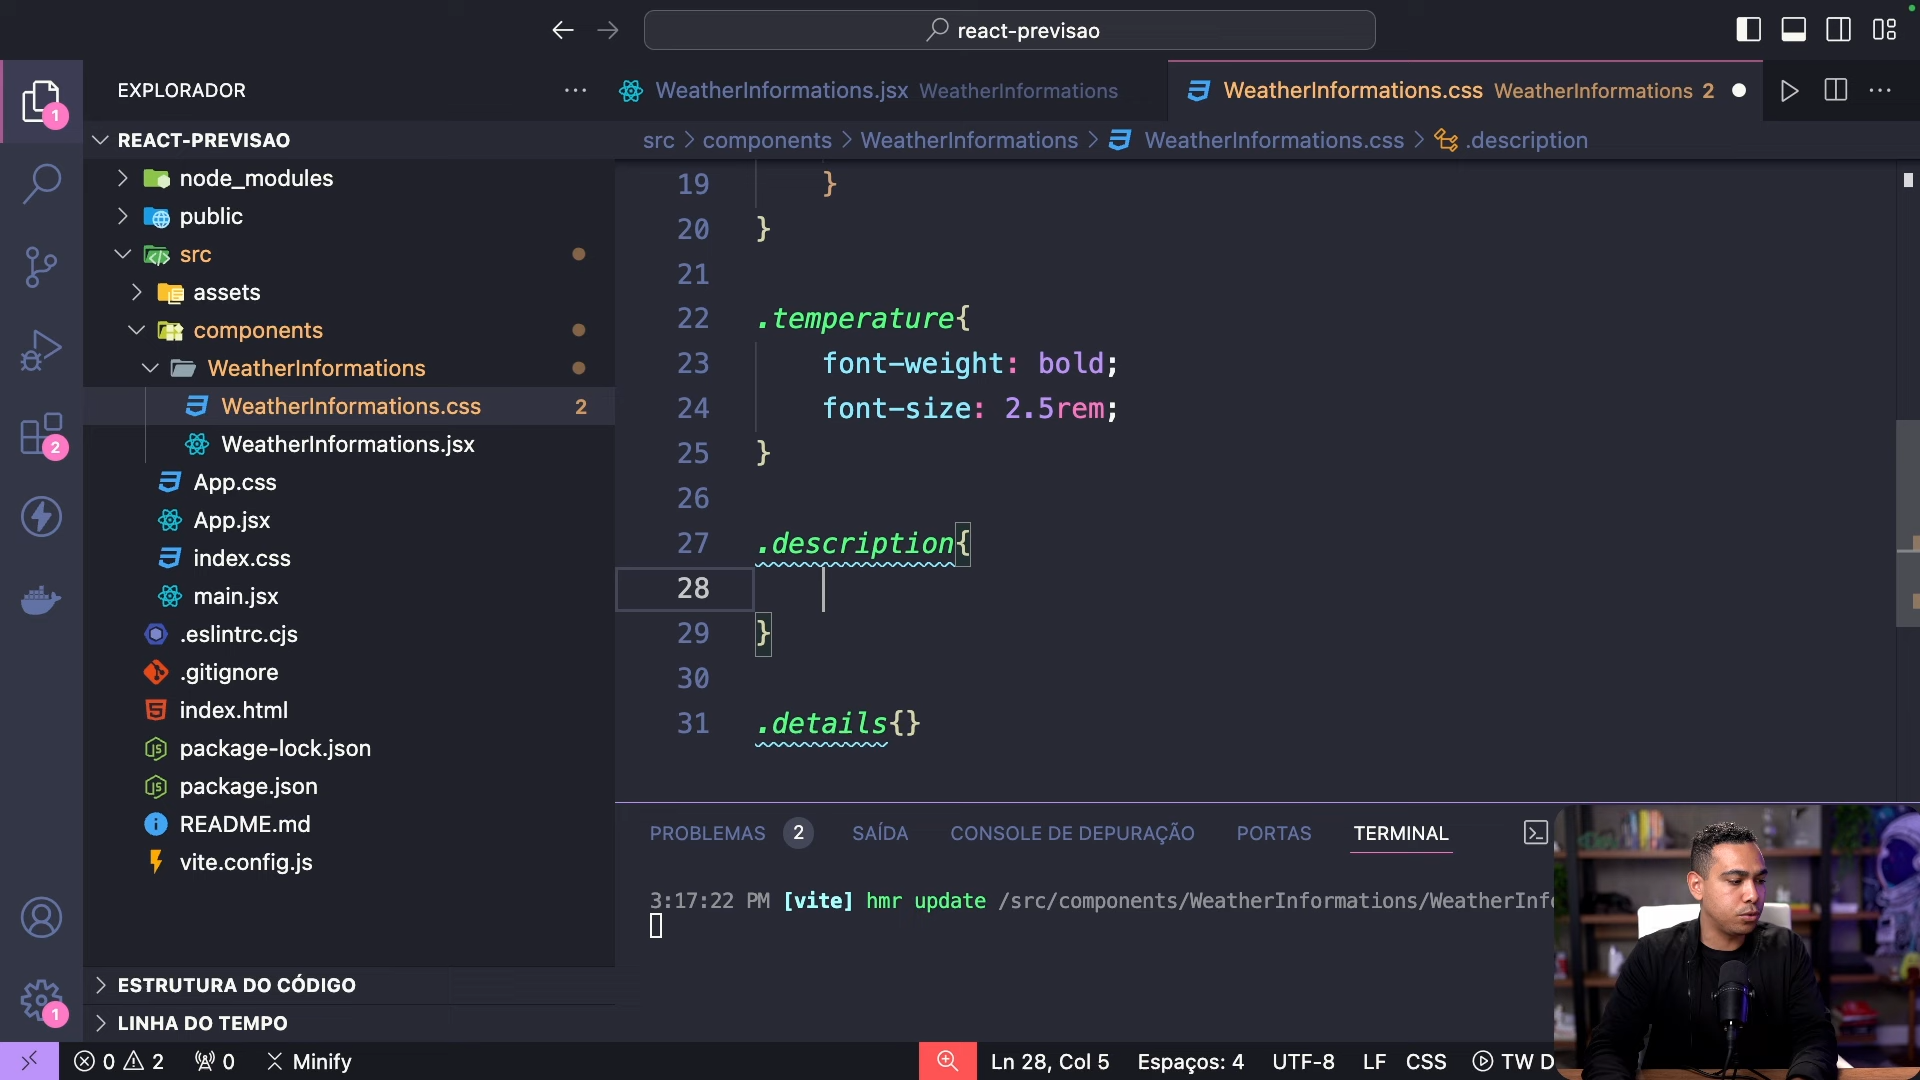 react-previsao
EXPLORADOR
WeatherInformations.jsx WeatherInformations
WeatherInformations.css WeatherInformations 2
REACT-PREVISAO
src > components > WeatherInformations > WeatherInformations.css > .description
node_modules
public
src
assets
components
WeatherInformations
WeatherInformations.css 2
WeatherInformations.jsx
App.css
App.jsx
index.css
main.jsx
.eslintrc.cjs
.gitignore
index.html
package-lock.json
package.json
README.md
vite.config.js
ESTRUTURA DO CÓDIGO
LINHA DO TEMPO
1
2
1
19 }
20 }
21
22 .temperature{
23 font-weight: bold;
24 font-size: 2.5rem;
25 }
26
27 .description{
28
29 }
30
31 .details{}
PROBLEMAS 2 SAÍDA CONSOLE DE DEPURAÇÃO PORTAS TERMINAL
3:17:22 PM [vite] hmr update /src/components/WeatherInformations/WeatherInf
0 2 0 Minify Ln 28, Col 5 Espaços: 4 UTF-8 LF CSS TW D